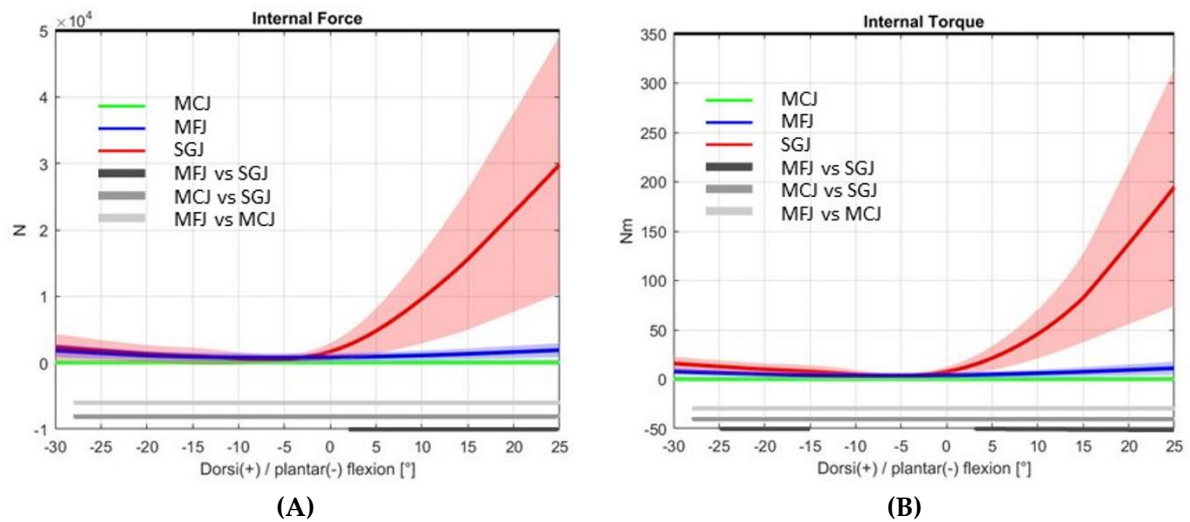 Internal Force
×10⁴
5
4
3
2
1
0
-1
N
MCJ
MFJ
SGJ
MFJ vs SGJ
MCJ vs SGJ
MFJ vs MCJ
-30 -25 -20 -15 -10 -5 0 5 10 15 20 25
Dorsi(+) / plantar(-) flexion [°]
(A)
Internal Torque
350
300
250
200
150
100
50
0
-50
Nm
MCJ
MFJ
SGJ
MFJ vs SGJ
MCJ vs SGJ
MFJ vs MCJ
-30 -25 -20 -15 -10 -5 0 5 10 15 20 25
Dorsi(+) / plantar(-) flexion [°]
(B)